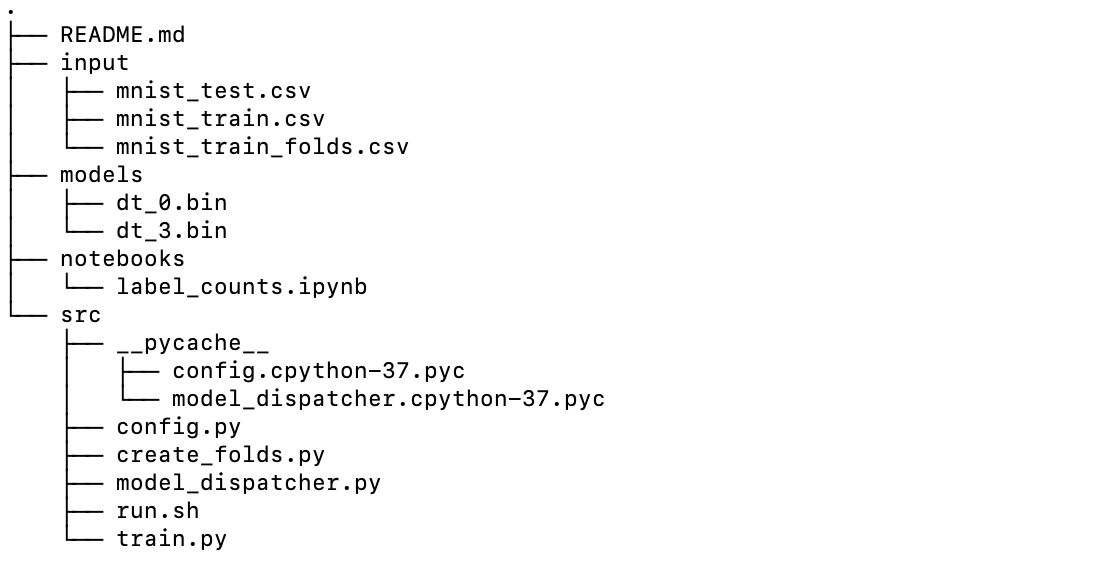 .
├── README.md
├── input
│   ├── mnist_test.csv
│   ├── mnist_train.csv
│   └── mnist_train_folds.csv
├── models
│   ├── dt_0.bin
│   └── dt_3.bin
├── notebooks
│   └── label_counts.ipynb
└── src
    ├── __pycache__
    │   ├── config.cpython-37.pyc
    │   └── model_dispatcher.cpython-37.pyc
    ├── config.py
    ├── create_folds.py
    ├── model_dispatcher.py
    ├── run.sh
    └── train.py